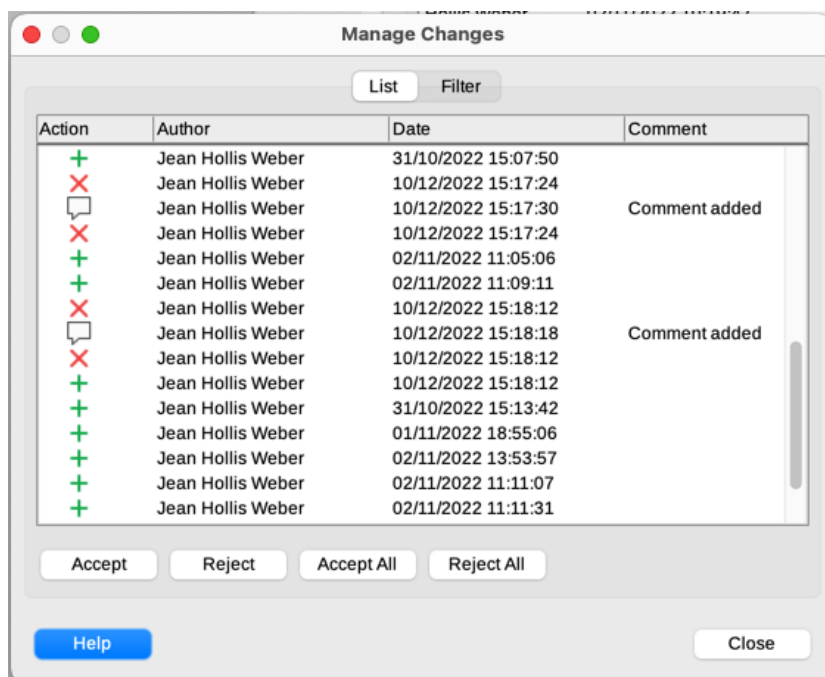 Manage Changes
List Filter
Action Author Date Comment
Jean Hollis Weber 31/10/2022 15:07:50
Jean Hollis Weber 10/12/2022 15:17:24
Jean Hollis Weber 10/12/2022 15:17:30 Comment added
Jean Hollis Weber 10/12/2022 15:17:24
Jean Hollis Weber 02/11/2022 11:05:06
Jean Hollis Weber 02/11/2022 11:09:11
Jean Hollis Weber 10/12/2022 15:18:12
Jean Hollis Weber 10/12/2022 15:18:18 Comment added
Jean Hollis Weber 10/12/2022 15:18:12
Jean Hollis Weber 10/12/2022 15:18:12
Jean Hollis Weber 31/10/2022 15:13:42
Jean Hollis Weber 01/11/2022 18:55:06
Jean Hollis Weber 02/11/2022 13:53:57
Jean Hollis Weber 02/11/2022 11:11:07
Jean Hollis Weber 02/11/2022 11:11:31
Accept Reject Accept All Reject All
Help Close